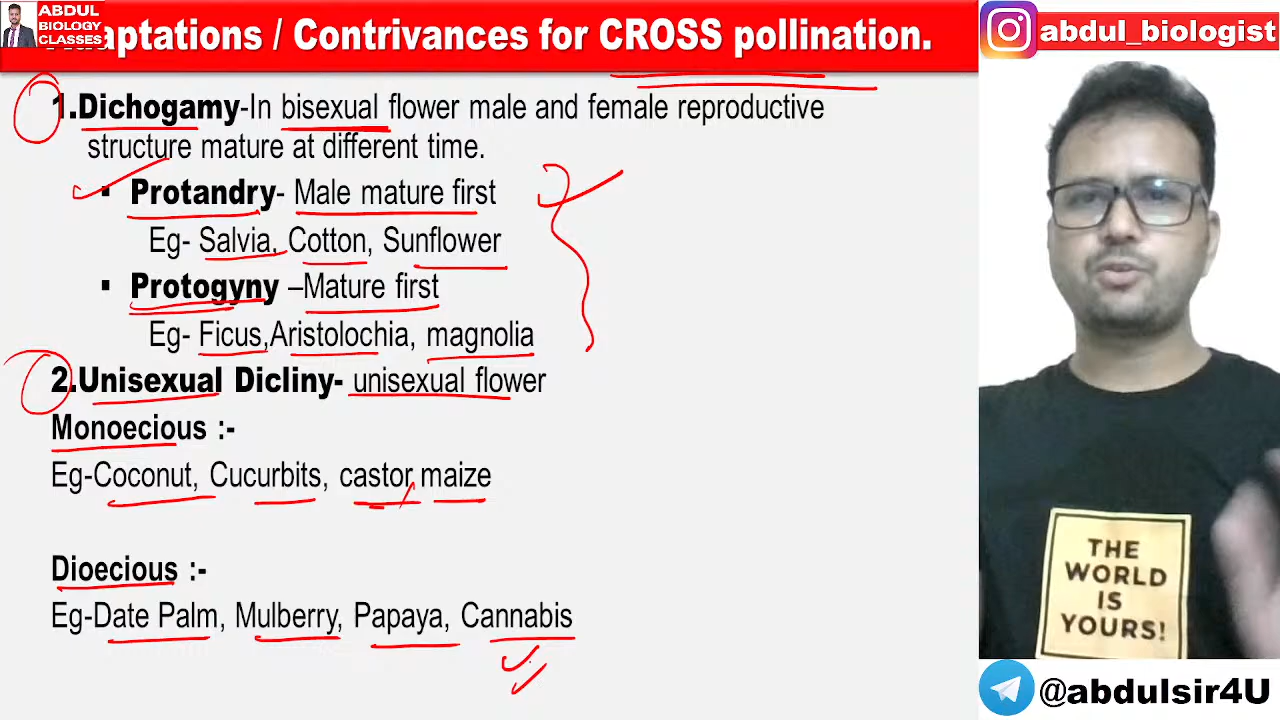 ABDUL
BIOLOGY
CLASSES
aptations / Contrivances for CROSS pollination.
abdul_biologist
1.Dichogamy-In bisexual flower male and female reproductive
structure mature at different time.
▪ Protandry- Male mature first
Eg- Salvia, Cotton, Sunflower
▪ Protogyny –Mature first
Eg- Ficus,Aristolochia, magnolia
2.Unisexual Dicliny- unisexual flower
Monoecious :-
Eg-Coconut, Cucurbits, castor, maize
Dioecious :-
Eg-Date Palm, Mulberry, Papaya, Cannabis
THE
WORLD
IS
YOURS!
@abdulsir4U